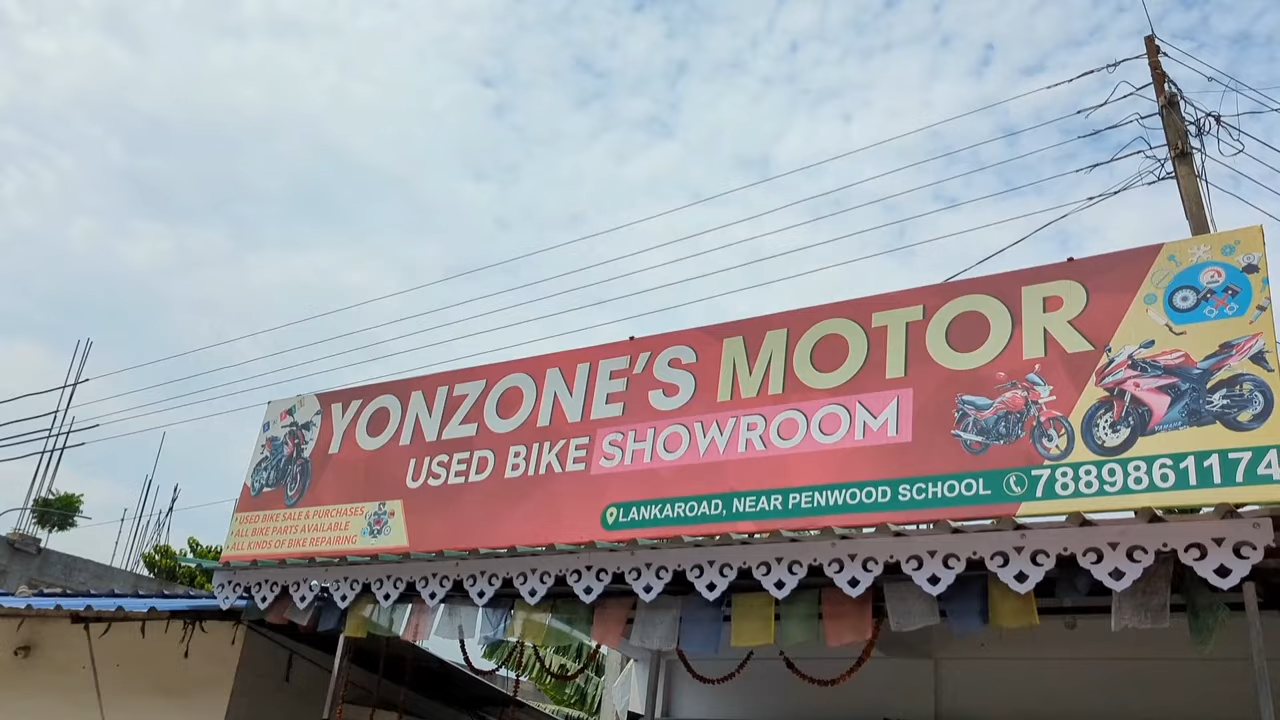 YONZONE'S MOTOR
USED BIKE SHOWROOM
* USED BIKE SALE & PURCHASES
* ALL BIKE PARTS AVAILABLE
* ALL KINDS OF BIKE REPAIRING
LANKAROAD, NEAR PENWOOD SCHOOL 7889861174
YAMAHA